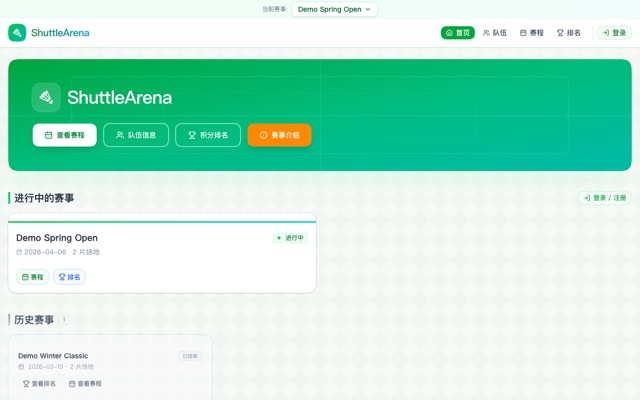 当前赛事: Demo Spring Open
ShuttleArena 首页 队伍 赛程 排名 登录
ShuttleArena
查看赛程 队伍信息 积分排名 赛事介绍
进行中的赛事 登录 / 注册
Demo Spring Open 进行中
2026-04-06 2 片场地
赛程 排名
历史赛事 1
Demo Winter Classic 已结束
2026-03-10 · 2 片场地
查看排名 查看赛程